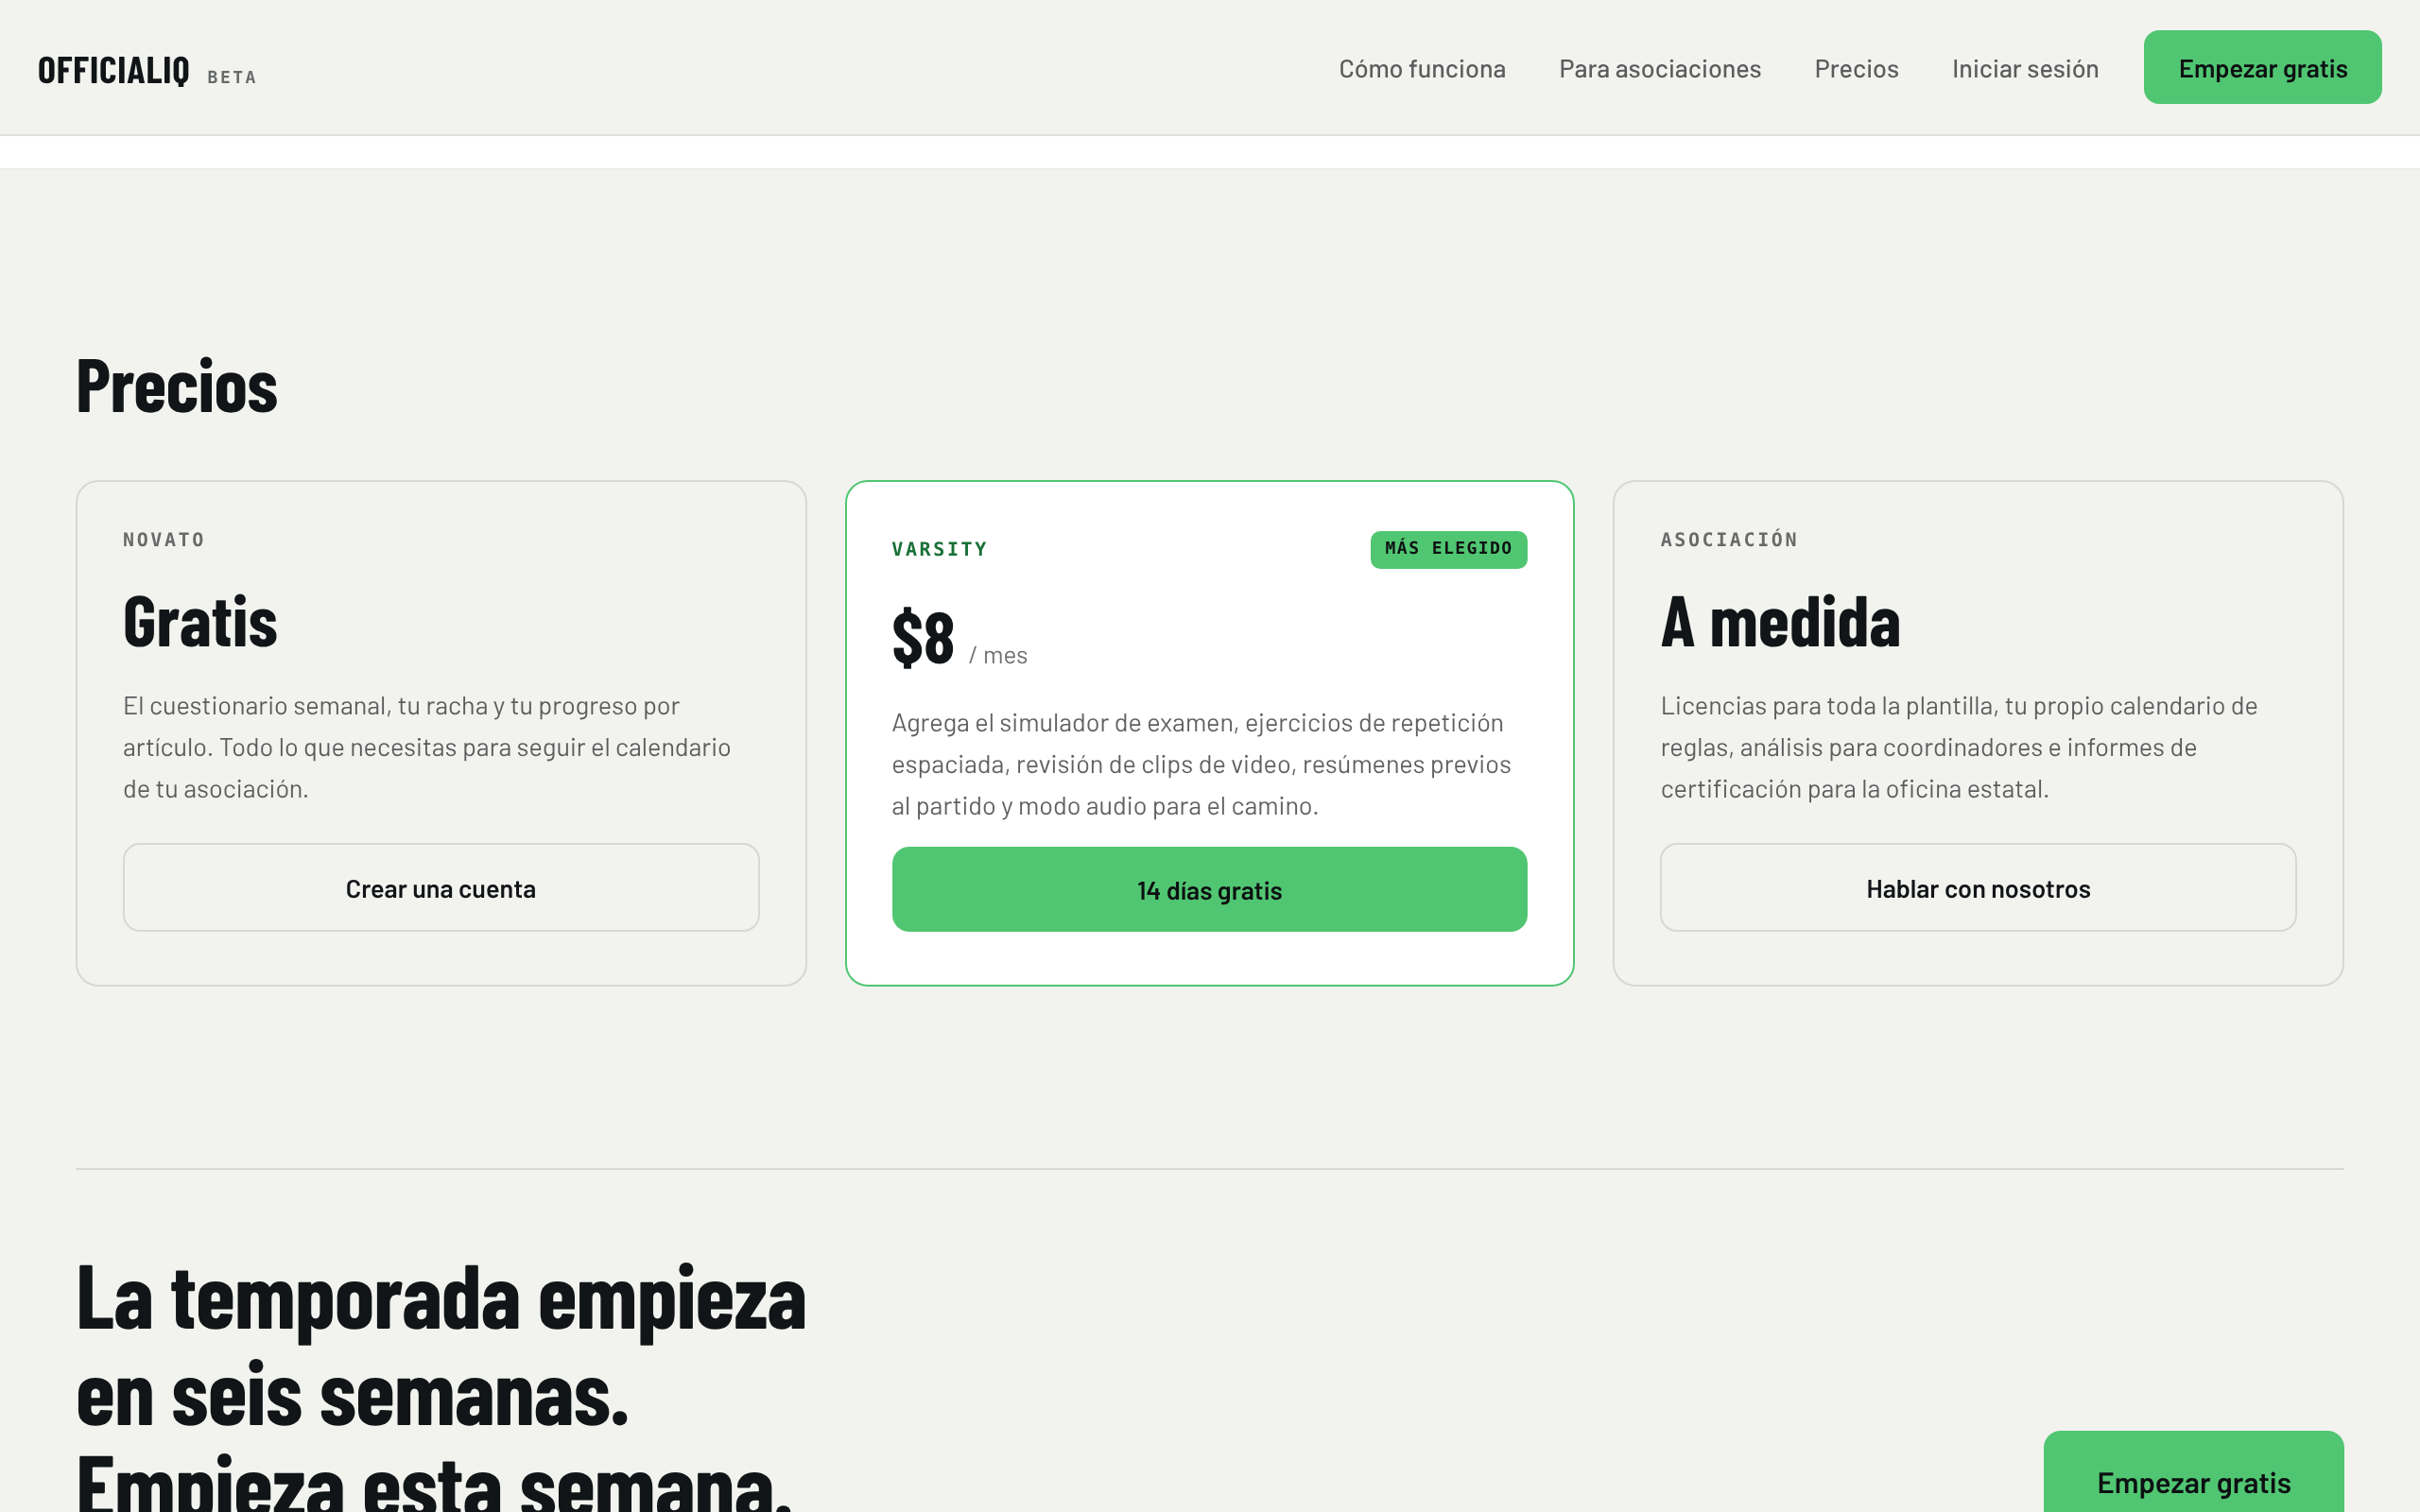 OFFICIALIQ BETA
Cómo funciona
Para asociaciones
Precios
Iniciar sesión
Empezar gratis
Precios
NOVATO
Gratis
El cuestionario semanal, tu racha y tu progreso por
artículo. Todo lo que necesitas para seguir el calendario
de tu asociación.
Crear una cuenta
VARSITY
MÁS ELEGIDO
$8 / mes
Agrega el simulador de examen, ejercicios de repetición
espaciada, revisión de clips de video, resúmenes previos
al partido y modo audio para el camino.
14 días gratis
ASOCIACIÓN
A medida
Licencias para toda la plantilla, tu propio calendario de
reglas, análisis para coordinadores e informes de
certificación para la oficina estatal.
Hablar con nosotros
La temporada empieza
en seis semanas.
Empieza esta semana.
Empezar gratis